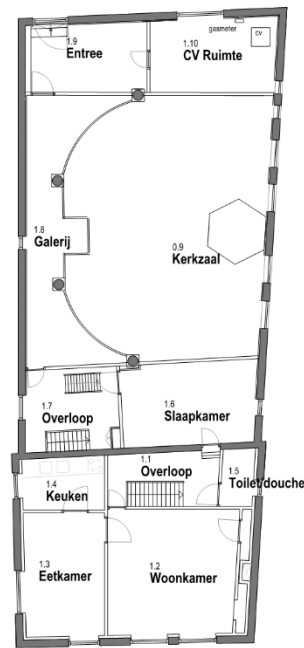 1.9
Entree
1.10
CV Ruimte
gasmeter
cv
1.8
Galerij
0.9
Kerkzaal
1.7
Overloop
1.6
Slaapkamer
1.4
Keuken
1.1
Overloop
1.5
Toilet/douche
1.3
Eetkamer
1.2
Woonkamer